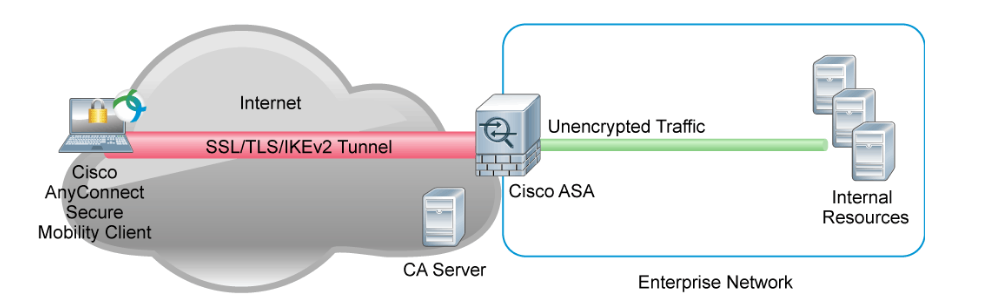 Internet
SSL/TLS/IKEv2 Tunnel
Unencrypted Traffic
Cisco
AnyConnect
Secure
Mobility Client
Cisco ASA
Internal
Resources
CA Server
Enterprise Network